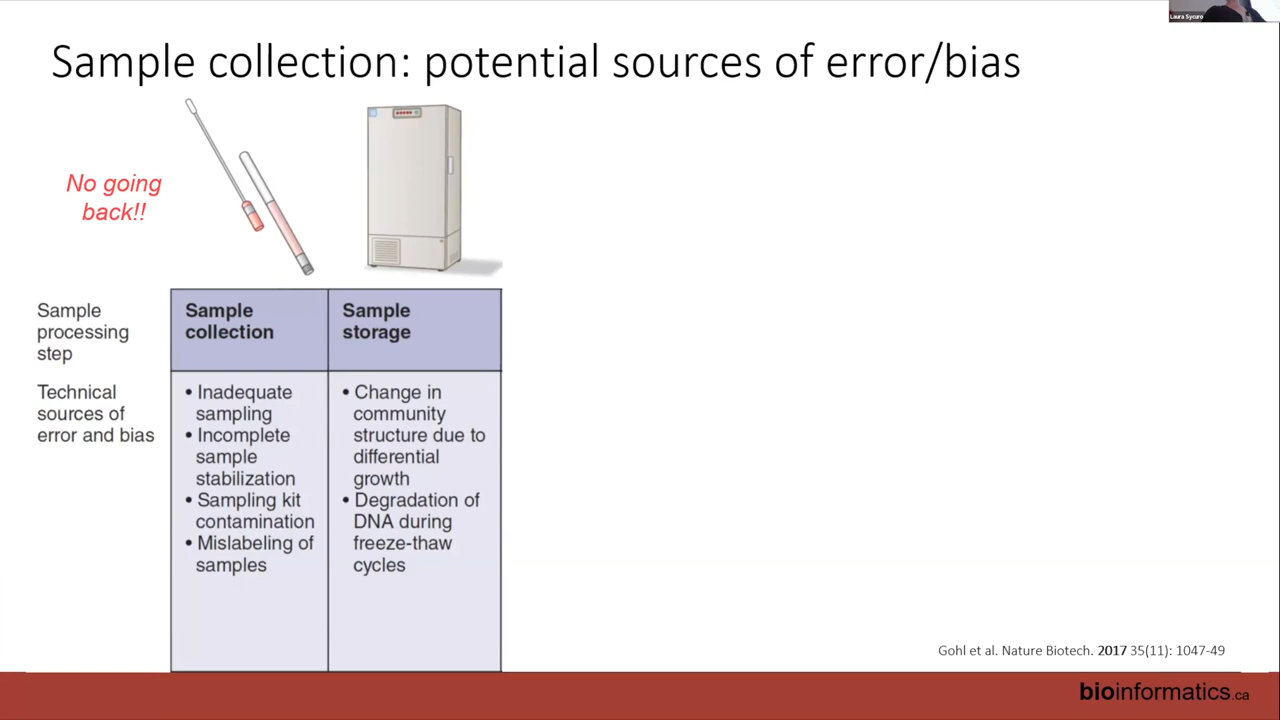 Laura Sycuro
Sample collection: potential sources of error/bias
No going
back!!
Sample
processing
step
Sample
collection
Sample
storage
Technical
sources of
error and bias
• Inadequate
sampling
• Incomplete
sample
stabilization
• Sampling kit
contamination
• Mislabeling of
samples
• Change in
community
structure due to
differential
growth
• Degradation of
DNA during
freeze-thaw
cycles
Gohl et al. Nature Biotech. 2017 35(11): 1047-49
bioinformatics.ca